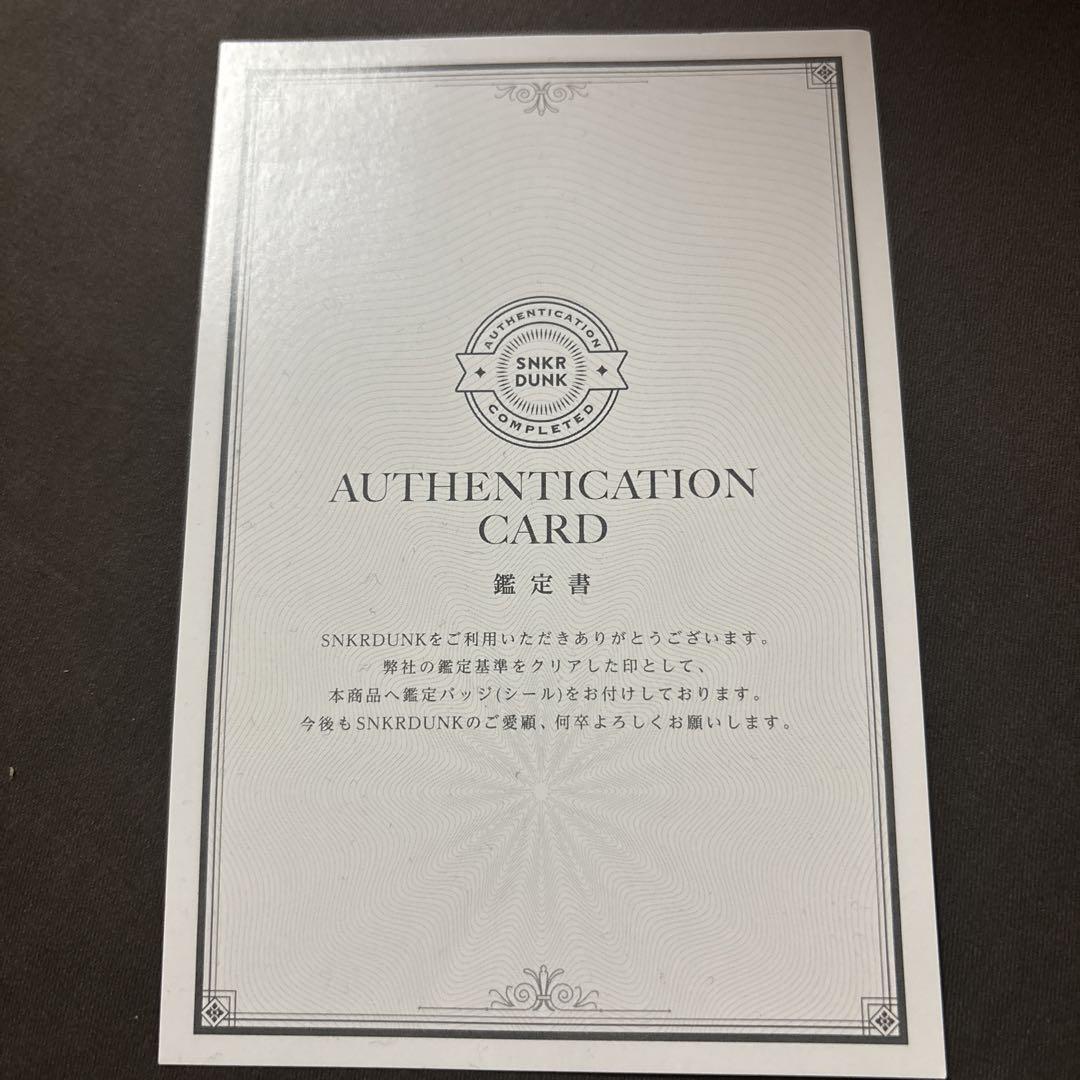 AUTHENTICATION
SNKR
DUNK
COMPLETED
AUTHENTICATION
CARD
鑑定書
SNKRDUNKをご利用いただきありがとうございます。
弊社の鑑定基準をクリアした印として、
本商品へ鑑定バッジ(シール)をお付けしております。
今後もSNKRDUNKのご愛顧、何卒よろしくお願いします。